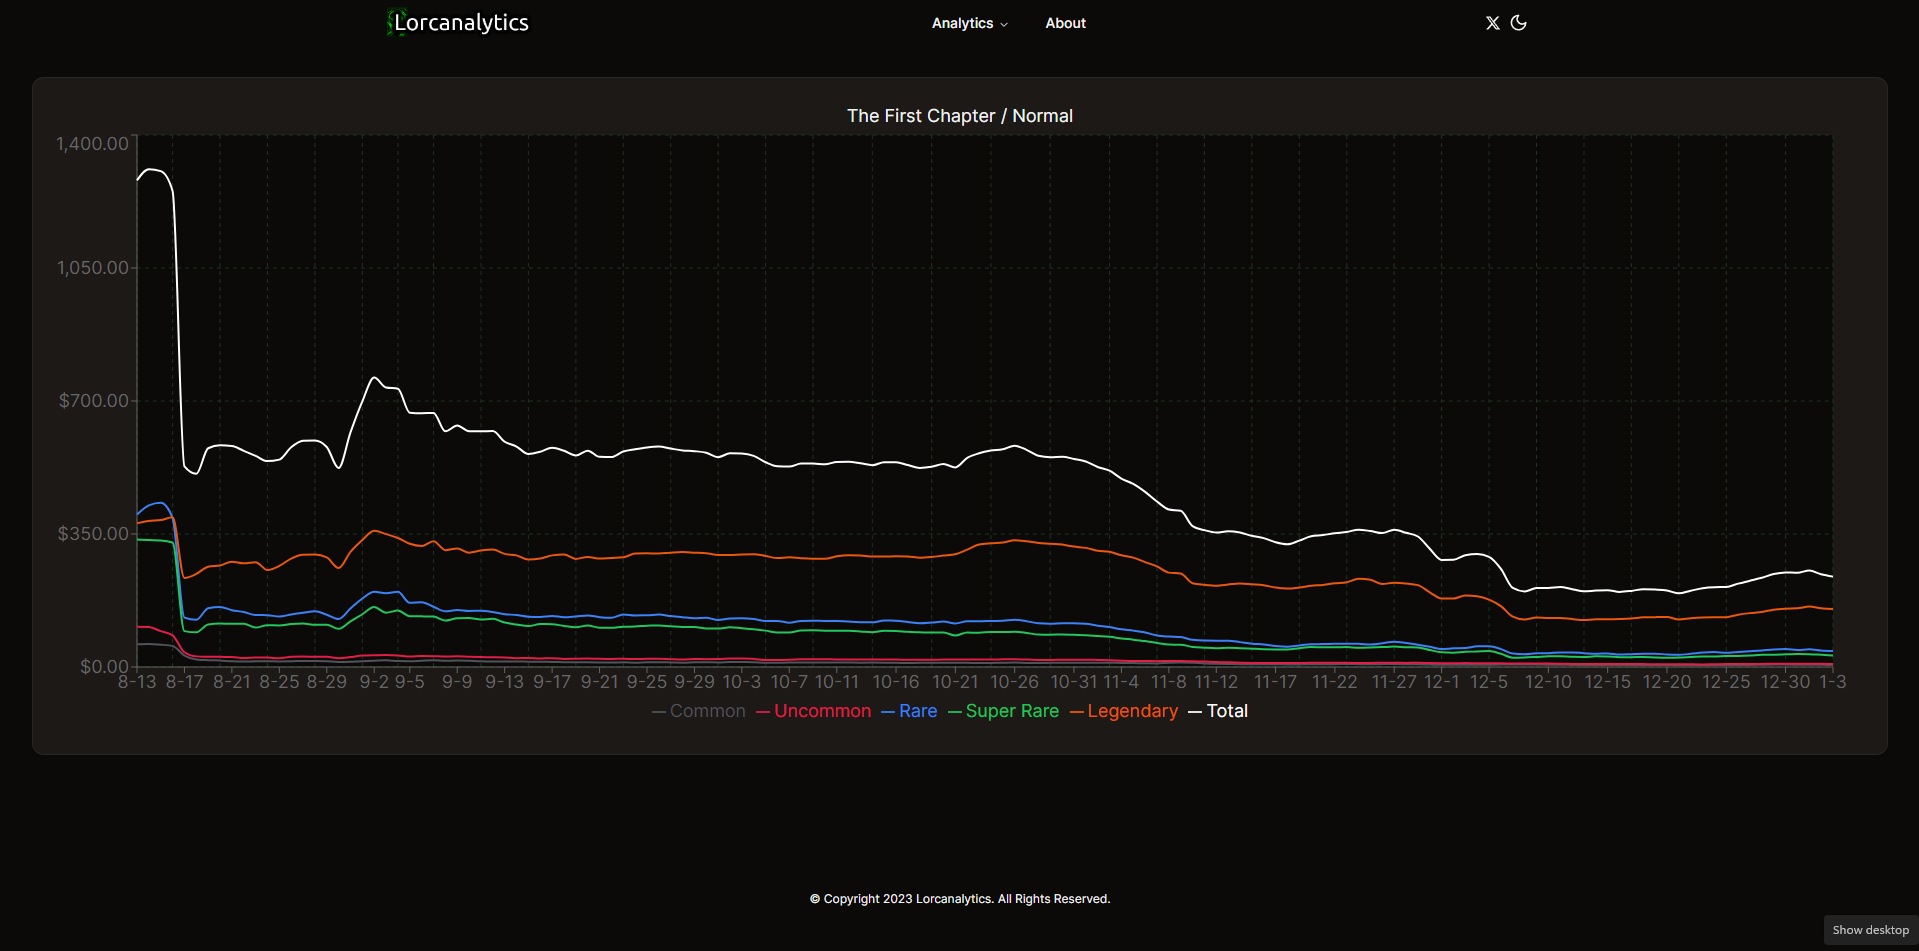 Lorcanalytics Analytics About
The First Chapter / Normal
1,400.00
1,050.00
$700.00
$350.00
$0.00
8-13 8-17 8-21 8-25 8-29 9-2 9-5 9-9 9-13 9-17 9-21 9-25 9-29 10-3 10-7 10-11 10-16 10-21 10-26 10-31 11-4 11-8 11-12 11-17 11-22 11-27 12-1 12-5 12-10 12-15 12-20 12-25 12-30 1-3
Common Uncommon Rare Super Rare Legendary Total
© Copyright 2023 Lorcanalytics. All Rights Reserved.
Show desktop